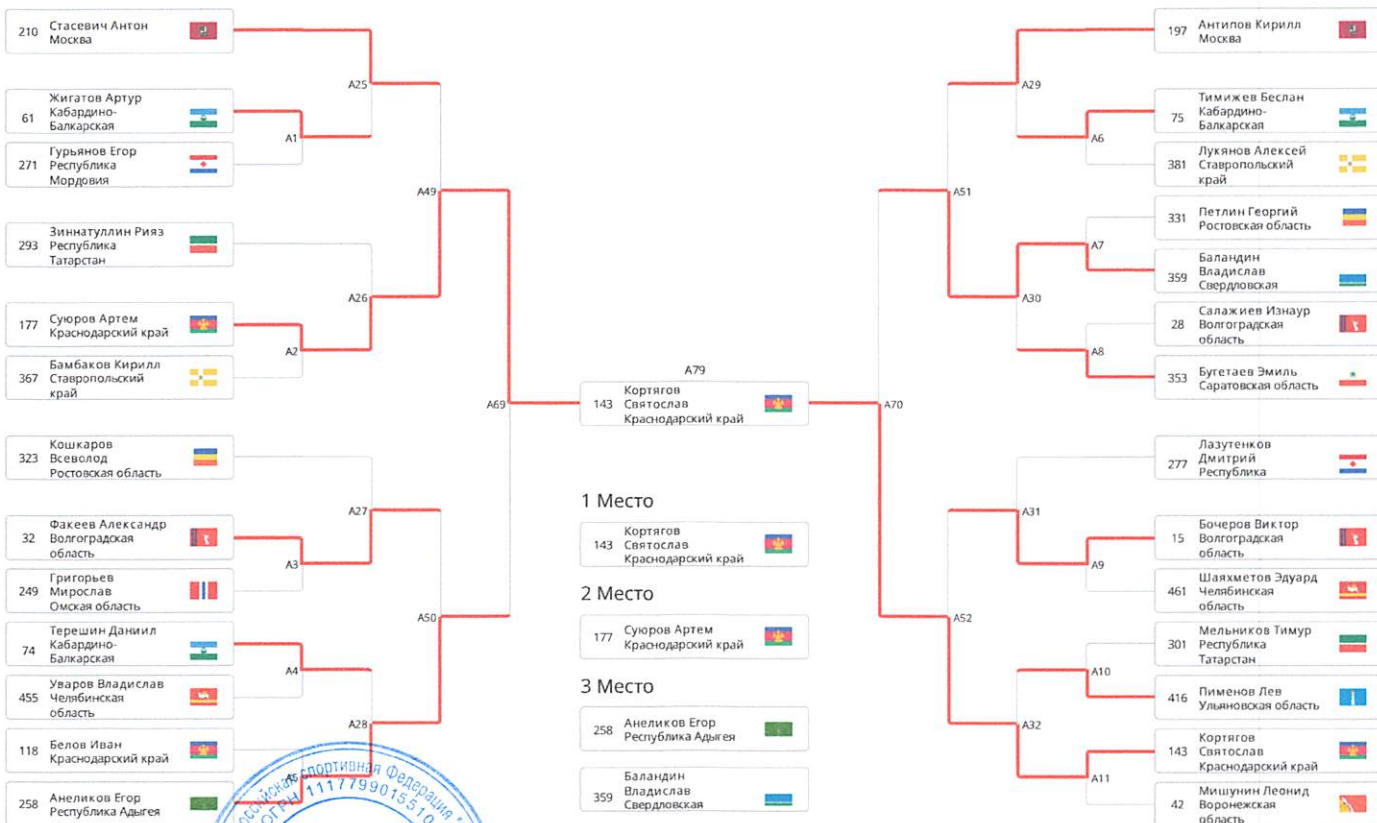 210 Стасевич Антон
Москва
A25
61 Жигатов Артур
Кабардино-
Балкарская
A1
271 Гурьянов Егор
Республика
Мордовия
A49
293 Зиннатуллин Рияз
Республика
Татарстан
A26
177 Суюров Артем
Краснодарский край
A2
367 Бамбаков Кирилл
Ставропольский
край
A69
323 Кошкаров
Всеволод
Ростовская область
A27
32 Факеев Александр
Волгоградская
область
A3
249 Григорьев
Мирослав
Омская область
A50
74 Терешин Даниил
Кабардино-
Балкарская
A4
455 Уваров Владислав
Челябинская
область
A28
118 Белов Иван
Краснодарский край
A5
258 Анеликов Егор
Республика Адыгея
спортивная Федерация
ОГРН 1117799015510
A79
143 Кортягов
Святослав
Краснодарский край
1 Место
143 Кортягов
Святослав
Краснодарский край
2 Место
177 Суюров Артем
Краснодарский край
3 Место
258 Анеликов Егор
Республика Адыгея
359 Баландин
Владислав
Свердловская
197 Антипов Кирилл
Москва
A29
75 Тимижев Беслан
Кабардино-
Балкарская
A6
381 Лукянов Алексей
Ставропольский
край
A51
331 Петлин Георгий
Ростовская область
A7
359 Баландин
Владислав
Свердловская
A30
28 Салажиев Изнаур
Волгоградская
область
A8
353 Бугетаев Эмиль
Саратовская область
A70
277 Лазутенков
Дмитрий
Республика
A31
15 Бочеров Виктор
Волгоградская
область
A9
461 Шаяхметов Эдуард
Челябинская
область
A52
301 Мельников Тимур
Республика
Татарстан
A10
416 Пименов Лев
Ульяновская область
A32
143 Кортягов
Святослав
Краснодарский край
A11
42 Мишунин Леонид
Воронежская
область